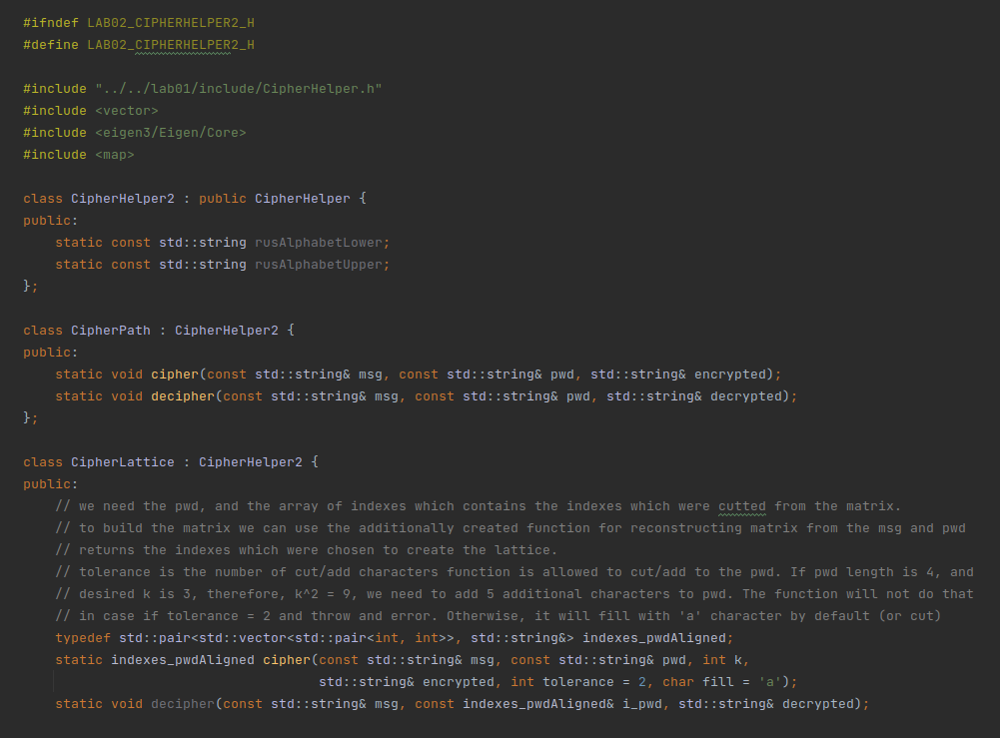 #ifndef LAB02_CIPHERHELPER2_H
#define LAB02_CIPHERHELPER2_H

#include "../../lab01/include/CipherHelper.h"
#include <vector>
#include <eigen3/Eigen/Core>
#include <map>

class CipherHelper2 : public CipherHelper {
public:
    static const std::string rusAlphabetLower;
    static const std::string rusAlphabetUpper;
};

class CipherPath : CipherHelper2 {
public:
    static void cipher(const std::string& msg, const std::string& pwd, std::string& encrypted);
    static void decipher(const std::string& msg, const std::string& pwd, std::string& decrypted);
};

class CipherLattice : CipherHelper2 {
public:
    // we need the pwd, and the array of indexes which contains the indexes which were cutted from the matrix.
    // to build the matrix we can use the additionally created function for reconstructing matrix from the msg and pwd
    // returns the indexes which were chosen to create the lattice.
    // tolerance is the number of cut/add characters function is allowed to cut/add to the pwd. If pwd length is 4, and
    // desired k is 3, therefore, k^2 = 9, we need to add 5 additional characters to pwd. The function will not do that
    // in case if tolerance = 2 and throw and error. Otherwise, it will fill with 'a' character by default (or cut)
    typedef std::pair<std::vector<std::pair<int, int>>, std::string&> indexes_pwdAligned;
    static indexes_pwdAligned cipher(const std::string& msg, const std::string& pwd, int k,
                                     std::string& encrypted, int tolerance = 2, char fill = 'a');
    static void decipher(const std::string& msg, const indexes_pwdAligned& i_pwd, std::string& decrypted);